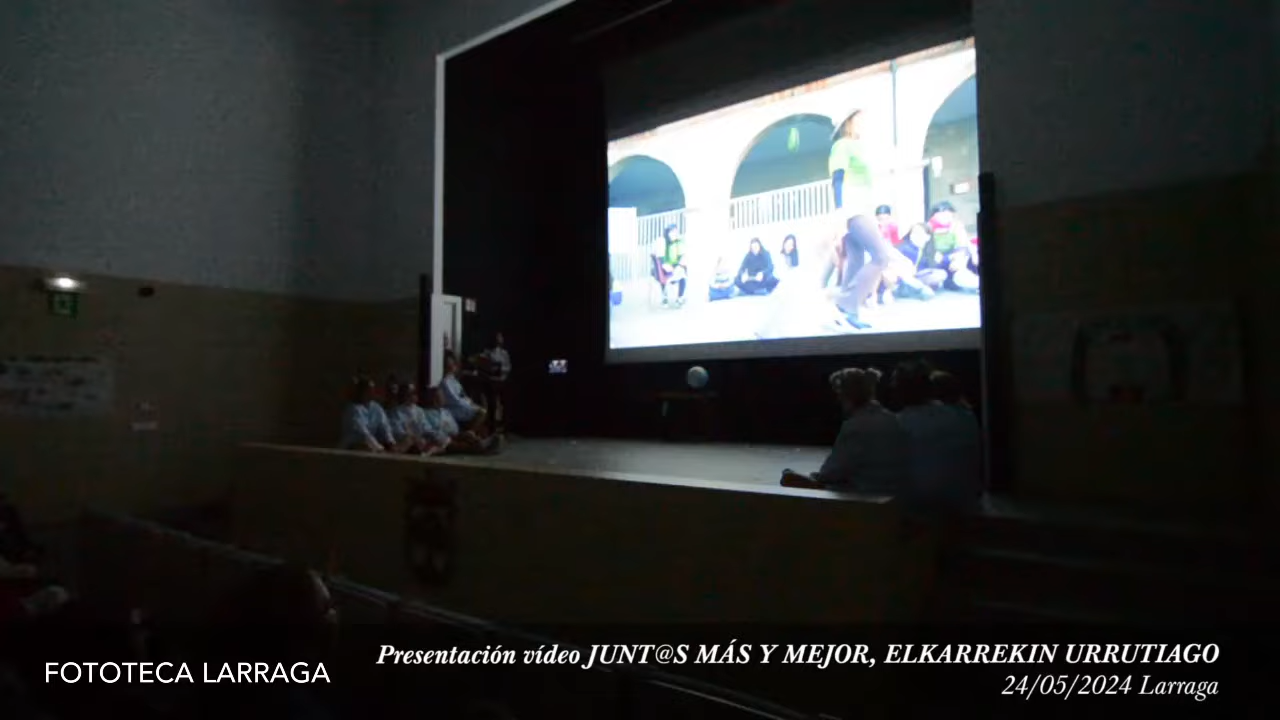 Presentación vídeo JUNT@S MÁS Y MEJOR, ELKARREKIN URRUTIAGO
FOTOTECA LARRAGA
24/05/2024 Larraga